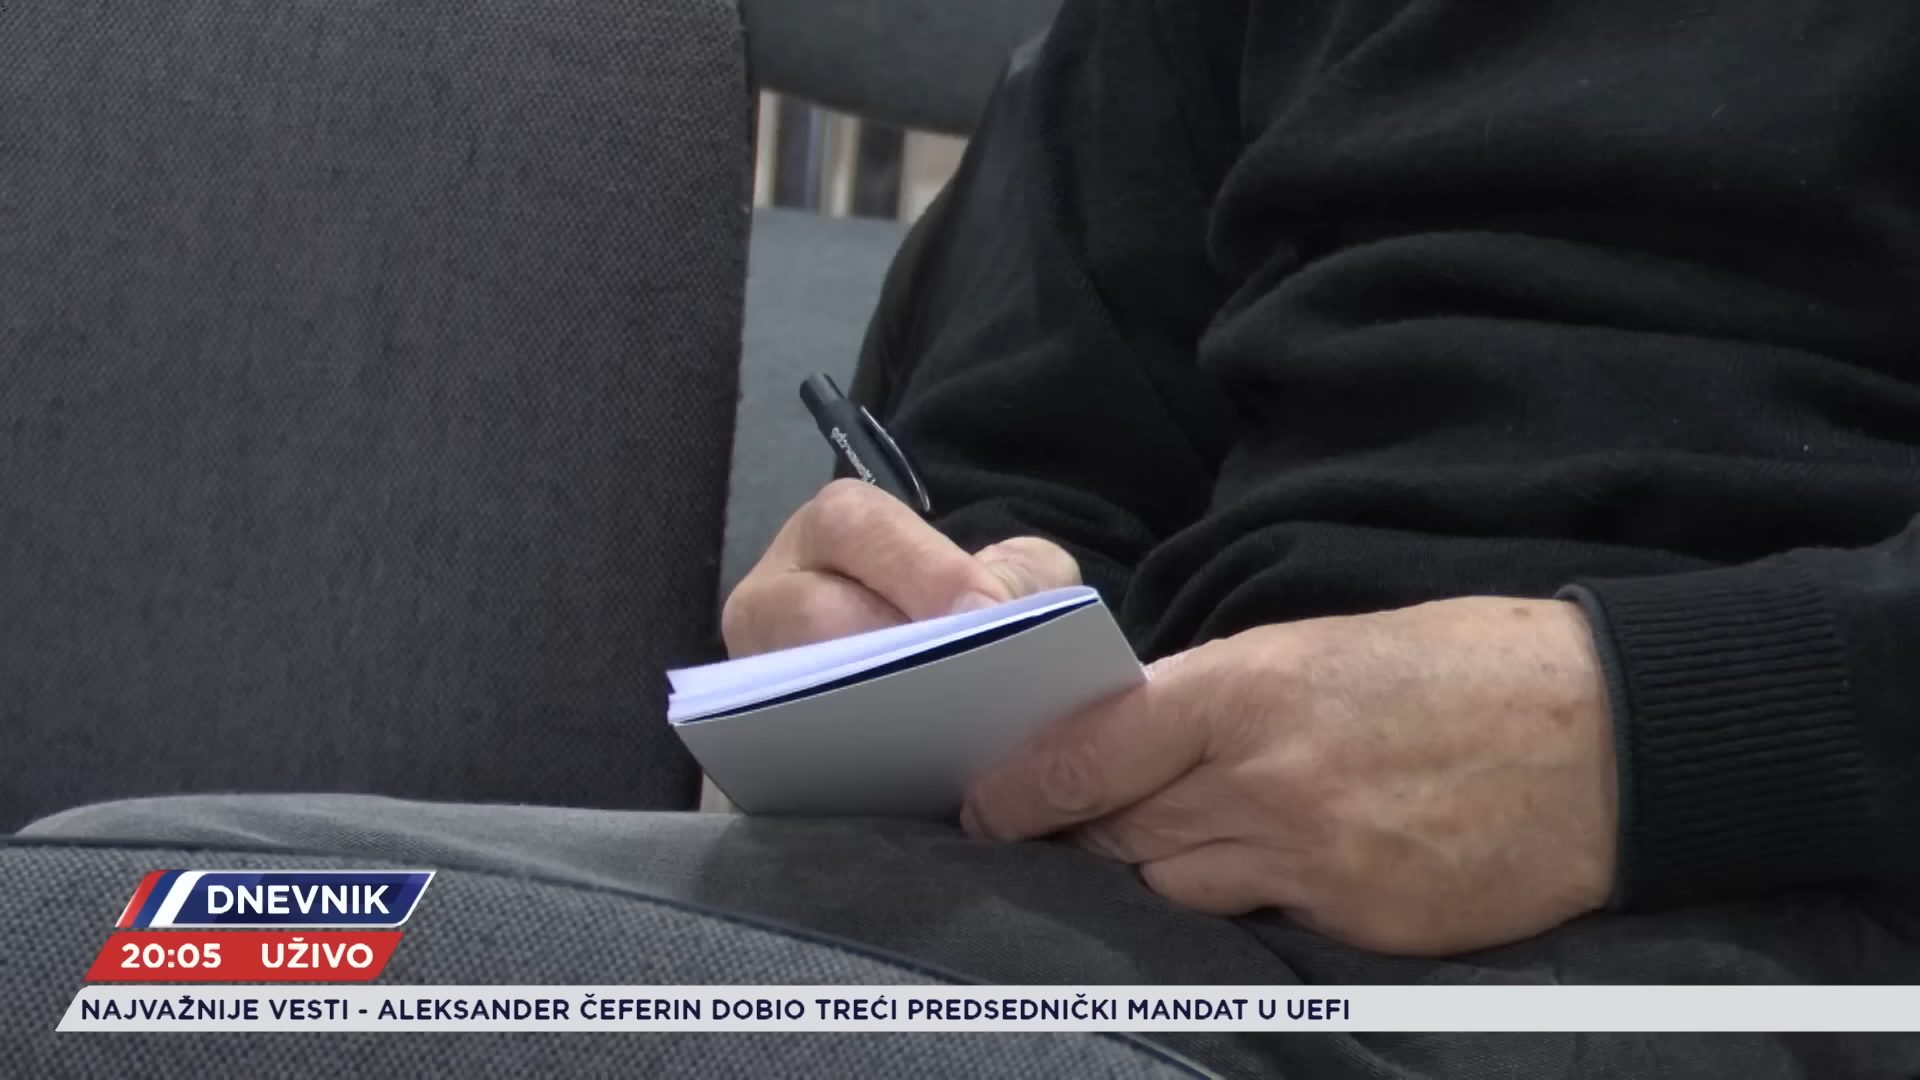 DNEVNIK
20:05 UŽIVO
NAJVAŽNIJE VESTI - ALEKSANDER ČEFERIN DOBIO TREĆI PREDSEDNIČKI MANDAT U UEFI